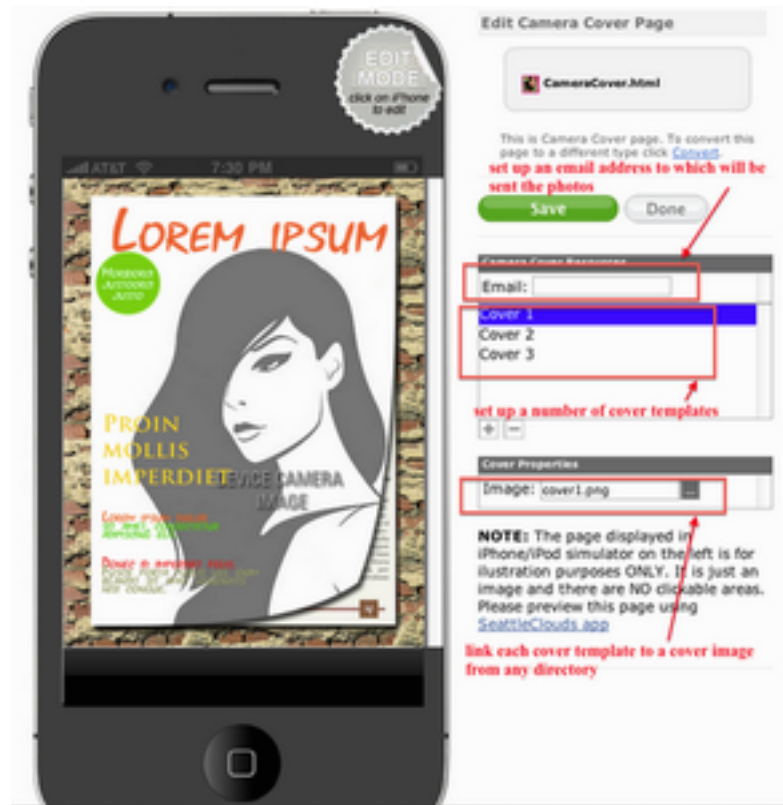 Edit Camera Cover Page
EDIT
MODE
click on iPhone
to edit
CameraCover.html
This is Camera Cover page. To convert this
page to a different type click Convert.
set up an email address to which will be
sent the photos
Save
Done
AT&T
7:30 PM
LOREM IPSUM
Camera Cover Resources
Email:
Cover 1
Cover 2
Cover 3
set up a number of cover templates
+ −
PROIN
MOLLIS
IMPERDIET
DEVICE CAMERA
IMAGE
Cover Properties
Image: cover1.png ...
NOTE: The page displayed in
iPhone/iPod simulator on the left is for
ilustration purposes ONLY. It is just an
image and there are NO clickable areas.
Please preview this page using
SeattleClouds app
link each cover template to a cover image
from any directory